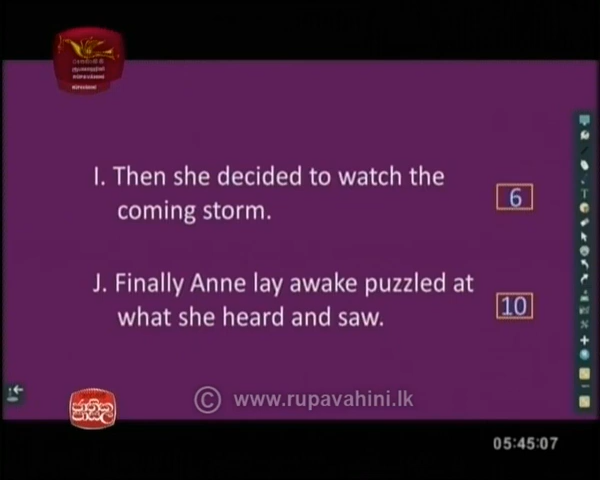 I. Then she decided to watch the
coming storm.
6
J. Finally Anne lay awake puzzled at
what she heard and saw.
10
© www.rupavahini.lk
05:45:07